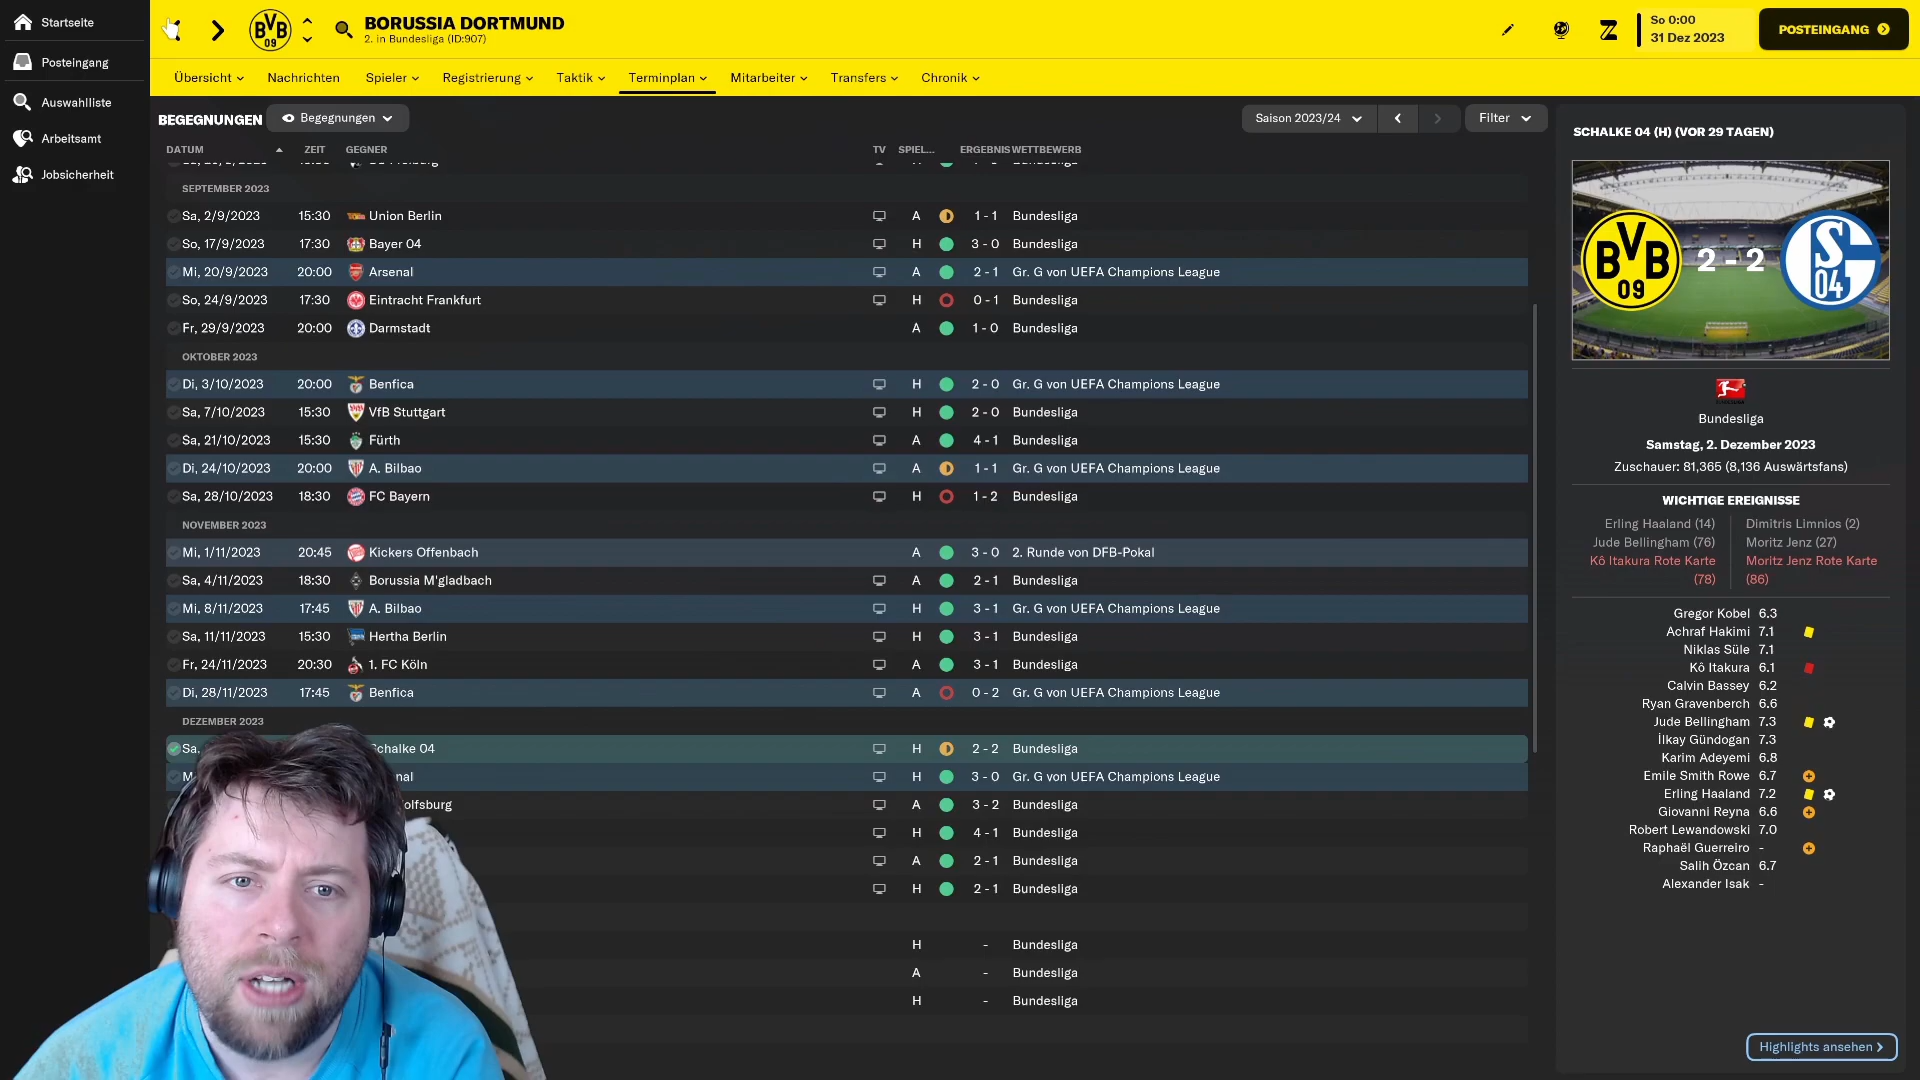 Startseite
Posteingang
Auswahlliste
Arbeitsamt
Jobsicherheit
BVB 09
BORUSSIA DORTMUND
2. in Bundesliga (ID:907)
So 0:00
31 Dez 2023
POSTEINGANG
Übersicht Nachrichten Spieler Registrierung Taktik Terminplan Mitarbeiter Transfers Chronik
BEGEGNUNGEN Begegnungen
Saison 2023/24 Filter
DATUM ZEIT GEGNER TV SPIEL... ERGEBNIS WETTBEWERB
SEPTEMBER 2023
Sa, 2/9/2023 15:30 Union Berlin A 1 - 1 Bundesliga
So, 17/9/2023 17:30 Bayer 04 H 3 - 0 Bundesliga
Mi, 20/9/2023 20:00 Arsenal A 2 - 1 Gr. G von UEFA Champions League
So, 24/9/2023 17:30 Eintracht Frankfurt H 0 - 1 Bundesliga
Fr, 29/9/2023 20:00 Darmstadt A 1 - 0 Bundesliga
OKTOBER 2023
Di, 3/10/2023 20:00 Benfica H 2 - 0 Gr. G von UEFA Champions League
Sa, 7/10/2023 15:30 VfB Stuttgart H 2 - 0 Bundesliga
Sa, 21/10/2023 15:30 Fürth A 4 - 1 Bundesliga
Di, 24/10/2023 20:00 A. Bilbao A 1 - 1 Gr. G von UEFA Champions League
Sa, 28/10/2023 18:30 FC Bayern H 1 - 2 Bundesliga
NOVEMBER 2023
Mi, 1/11/2023 20:45 Kickers Offenbach A 3 - 0 2. Runde von DFB-Pokal
Sa, 4/11/2023 18:30 Borussia M'gladbach A 2 - 1 Bundesliga
Mi, 8/11/2023 17:45 A. Bilbao H 3 - 1 Gr. G von UEFA Champions League
Sa, 11/11/2023 15:30 Hertha Berlin H 3 - 1 Bundesliga
Fr, 24/11/2023 20:30 1. FC Köln A 3 - 1 Bundesliga
Di, 28/11/2023 17:45 Benfica A 0 - 2 Gr. G von UEFA Champions League
DEZEMBER 2023
Sa, Schalke 04 H 2 - 2 Bundesliga
H 3 - 0 Gr. G von UEFA Champions League
A 3 - 2 Bundesliga
H 4 - 1 Bundesliga
A 2 - 1 Bundesliga
H 2 - 1 Bundesliga
H - Bundesliga
A - Bundesliga
H - Bundesliga
SCHALKE 04 (H) (VOR 29 TAGEN)
BVB 09 2 - 2 S 04
Bundesliga
Samstag, 2. Dezember 2023
Zuschauer: 81,365 (8,136 Auswärtsfans)
WICHTIGE EREIGNISSE
Erling Haaland (14) Dimitris Limnios (2)
Jude Bellingham (76) Moritz Jenz (27)
Kô Itakura Rote Karte Moritz Jenz Rote Karte
(78) (86)
Gregor Kobel 6.3
Achraf Hakimi 7.1
Niklas Süle 7.1
Kô Itakura 6.1
Calvin Bassey 6.2
Ryan Gravenberch 6.6
Jude Bellingham 7.3
İlkay Gündogan 7.3
Karim Adeyemi 6.8
Emile Smith Rowe 6.7
Erling Haaland 7.2
Giovanni Reyna 6.6
Robert Lewandowski 7.0
Raphaël Guerreiro -
Salih Özcan 6.7
Alexander Isak -
Highlights ansehen